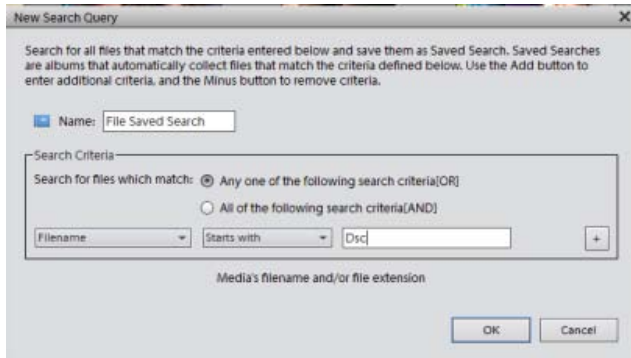 New Search Query
Search for all files that match the criteria entered below and save them as Saved Search. Saved Searches
are albums that automatically collect files that match the criteria defined below. Use the Add button to
enter additional criteria, and the Minus button to remove criteria.
Name: File Saved Search
Search Criteria
Search for files which match: Any one of the following search criteria[OR]
All of the following search criteria[AND]
Filename Starts with Dsc +
Media's filename and/or file extension
OK Cancel